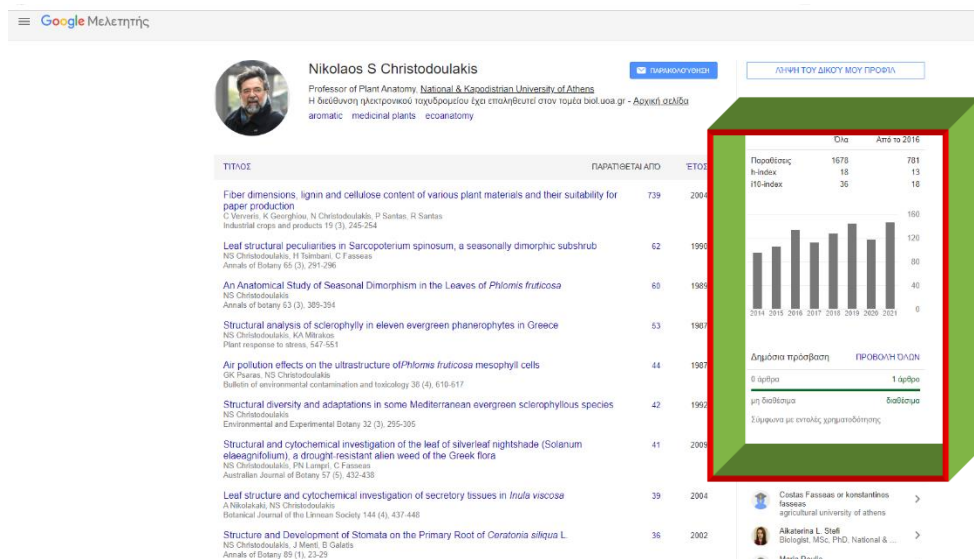 Google Μελετητής
Nikolaos S Christodoulakis
Professor of Plant Anatomy, National & Kapodistrian University of Athens
Η διεύθυνση ηλεκτρονικού ταχυδρομείου έχει επαληθευτεί στον τομέα biol.uoa.gr - Αρχική σελίδα
aromatic medicinal plants ecoanatomy
ΠΑΡΑΚΟΛΟΎΘΗΣΗ
ΤΊΤΛΟΣ ΠΑΡΑΤΊΘΕΤΑΙ ΑΠΌ ΈΤΟΣ
Fiber dimensions, lignin and cellulose content of various plant materials and their suitability for 739 2004
paper production
C Ververis, K Georghiou, N Christodoulakis, P Santas, R Santas
Industrial crops and products 19 (3), 245-254
Leaf structural peculiarities in Sarcopoterium spinosum, a seasonally dimorphic subshrub 62 1990
NS Christodoulakis, H Tsimbani, C Fasseas
Annals of Botany 65 (3), 291-296
An Anatomical Study of Seasonal Dimorphism in the Leaves of Phlomis fruticosa 60 1989
NS Christodoulakis
Annals of botany 63 (3), 389-394
Structural analysis of sclerophylly in eleven evergreen phanerophytes in Greece 53 1987
NS Christodoulakis, KA Mitrakos
Plant response to stress, 547-551
Air pollution effects on the ultrastructure ofPhlomis fruticosa mesophyll cells 44 1987
GK Psaras, NS Christodoulakis
Bulletin of environmental contamination and toxicology 38 (4), 610-617
Structural diversity and adaptations in some Mediterranean evergreen sclerophyllous species 42 1992
NS Christodoulakis
Environmental and Experimental Botany 32 (3), 295-305
Structural and cytochemical investigation of the leaf of silverleaf nightshade (Solanum 41 2009
elaeagnifolium), a drought-resistant alien weed of the Greek flora
NS Christodoulakis, PN Lampri, C Fasseas
Australian Journal of Botany 57 (5), 432-438
Leaf structure and cytochemical investigation of secretory tissues in Inula viscosa 39 2004
A Nikolakaki, NS Christodoulakis
Botanical Journal of the Linnean Society 144 (4), 437-448
Structure and Development of Stomata on the Primary Root of Ceratonia siliqua L. 36 2002
NS Christodoulakis, J Menti, B Galatis
Annals of Botany 89 (1), 23-29
ΛΉΨΗ ΤΟΥ ΔΙΚΟΎ ΜΟΥ ΠΡΟΦΊΛ
Όλα Από το 2016
Παραθέσεις 1678 781
h-index 18 13
i10-index 36 18
160
120
80
40
0
2014 2015 2016 2017 2018 2019 2020 2021
Δημόσια πρόσβαση ΠΡΟΒΟΛΉ ΌΛΩΝ
0 άρθρα 1 άρθρο
μη διαθέσιμα διαθέσιμα
Σύμφωνα με εντολές χρηματοδότησης
Costas Fasseas or konstantinos
fasseas
agricultural university of athens
Aikaterina L. Stefi
Biologist, MSc, PhD, National & ...